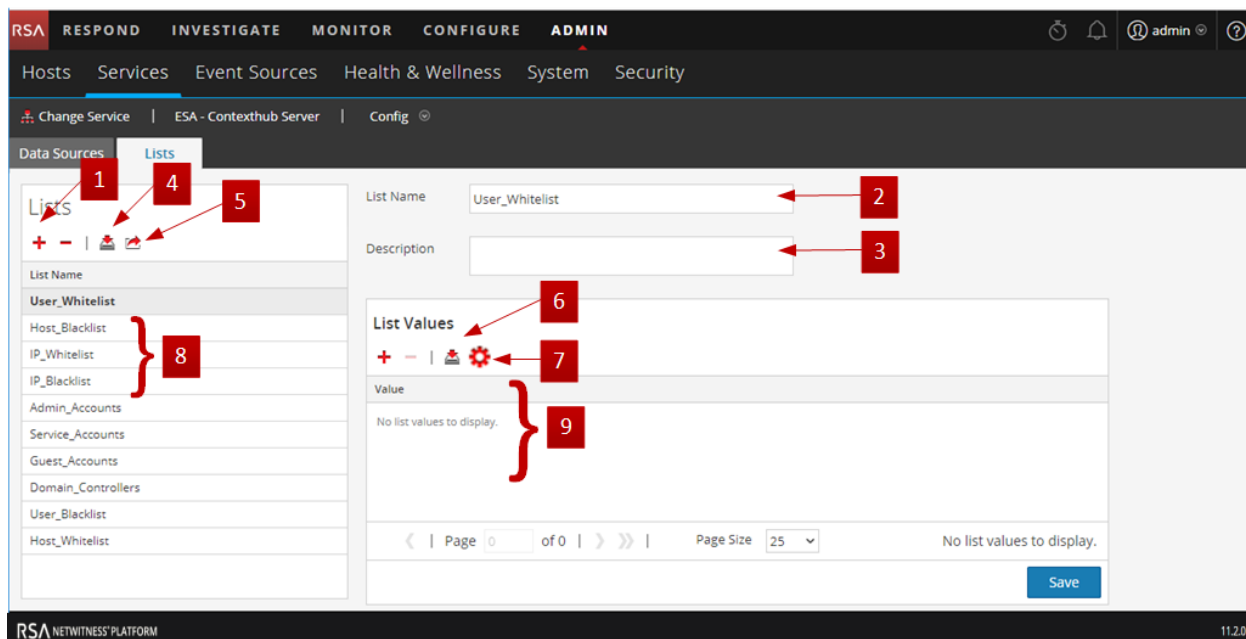 RSA RESPOND INVESTIGATE MONITOR CONFIGURE ADMIN admin ?
Hosts Services Event Sources Health & Wellness System Security
Change Service | ESA - Contexthub Server | Config
Data Sources Lists
1 4 5
Lists
List Name
User_Whitelist
Host_Blacklist
IP_Whitelist
IP_Blacklist
8
Admin_Accounts
Service_Accounts
Guest_Accounts
Domain_Controllers
User_Blacklist
Host_Whitelist
List Name User_Whitelist 2
Description 3
6
List Values
7
Value
No list values to display.
9
Page 0 of 0 | Page Size 25 No list values to display.
Save
RSA NETWITNESS' PLATFORM 11.2.0